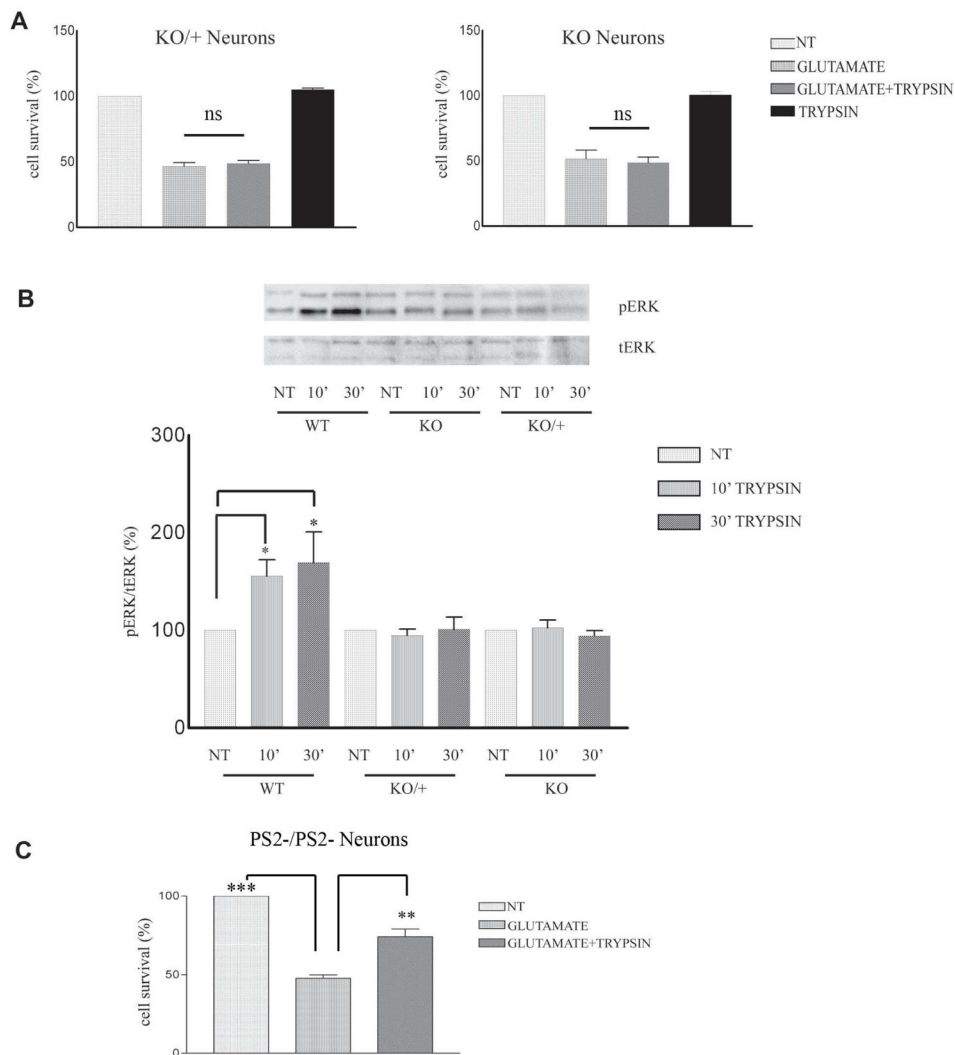 A
KO/+ Neurons
150
100
50
0
cell survival (%)
ns
KO Neurons
150
100
50
0
cell survival (%)
ns
NT
GLUTAMATE
GLUTAMATE+TRYPSIN
TRYPSIN
B
pERK
tERK
NT 10' 30' NT 10' 30' NT 10' 30'
WT KO KO/+
300
200
100
0
pERK/tERK (%)
* *
NT
10' TRYPSIN
30' TRYPSIN
NT 10' 30' NT 10' 30' NT 10' 30'
WT KO/+ KO
C
PS2-/PS2- Neurons
100
50
0
cell survival (%)
*** **
NT
GLUTAMATE
GLUTAMATE+TRYPSIN